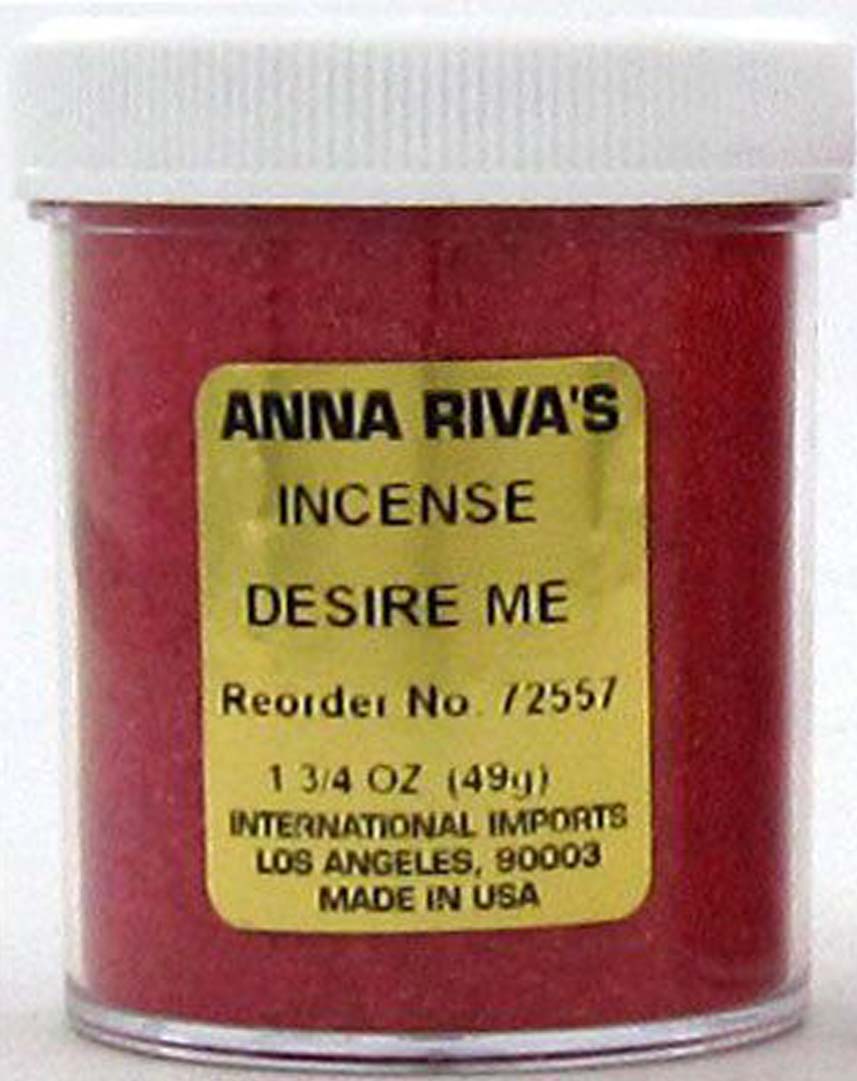 ANNA RIVA'S
INCENSE
DESIRE ME
Reorder No. 72557
1 3/4 OZ (49g)
INTERNATIONAL IMPORTS
LOS ANGELES, 90003
MADE IN USA